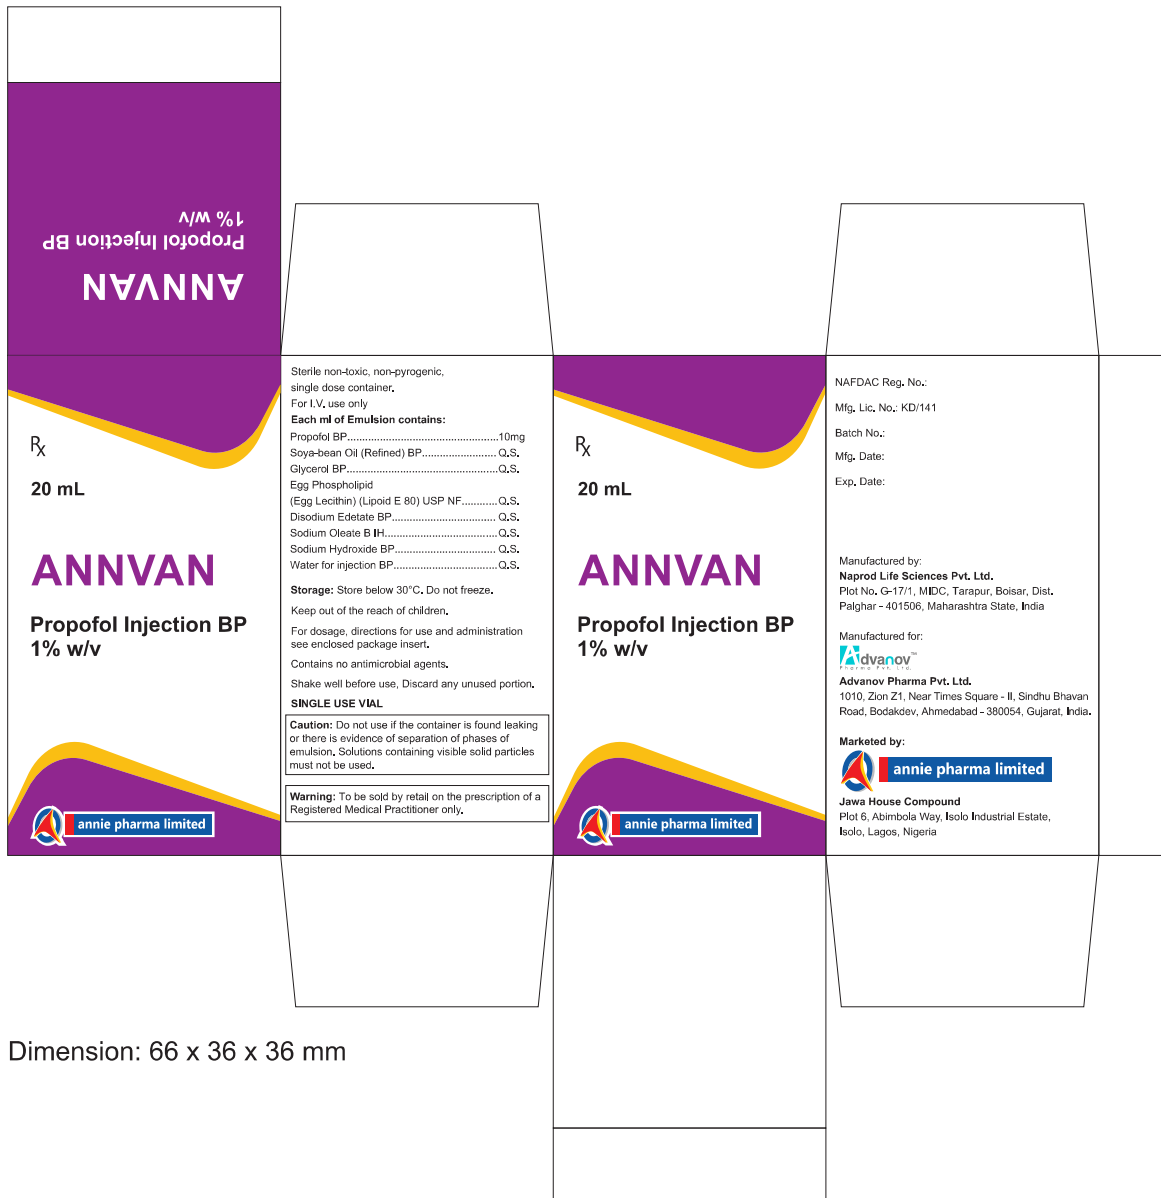 ANNVAN
Propofol Injection BP
1% w/v
Rx
20 mL
ANNVAN
Propofol Injection BP
1% w/v
annie pharma limited
Sterile non-toxic, non-pyrogenic,
single dose container.
For I.V. use only
Each ml of Emulsion contains:
Propofol BP..................................................10mg
Soya-bean Oil (Refined) BP......................... Q.S.
Glycerol BP..................................................Q.S.
Egg Phospholipid
(Egg Lecithin) (Lipoid E 80) USP NF............Q.S.
Disodium Edetate BP.................................. Q.S.
Sodium Oleate B IH.....................................Q.S.
Sodium Hydroxide BP................................. Q.S.
Water for injection BP..................................Q.S.
Storage: Store below 30°C. Do not freeze.
Keep out of the reach of children.
For dosage, directions for use and administration
see enclosed package insert.
Contains no antimicrobial agents.
Shake well before use, Discard any unused portion.
SINGLE USE VIAL
Caution: Do not use if the container is found leaking
or there is evidence of separation of phases of
emulsion. Solutions containing visible solid particles
must not be used.
Warning: To be sold by retail on the prescription of a
Registered Medical Practitioner only.
Rx
20 mL
ANNVAN
Propofol Injection BP
1% w/v
annie pharma limited
NAFDAC Reg. No.:
Mfg. Lic. No.: KD/141
Batch No.:
Mfg. Date:
Exp. Date:
Manufactured by:
Naprod Life Sciences Pvt. Ltd.
Plot No. G-17/1, MIDC, Tarapur, Boisar, Dist.
Palghar - 401506, Maharashtra State, India
Manufactured for:
Advanov™
Pharma Pvt. Ltd.
Advanov Pharma Pvt. Ltd.
1010, Zion Z1, Near Times Square - II, Sindhu Bhavan
Road, Bodakdev, Ahmedabad - 380054, Gujarat, India.
Marketed by:
annie pharma limited
Jawa House Compound
Plot 6, Abimbola Way, Isolo Industrial Estate,
Isolo, Lagos, Nigeria
Dimension: 66 x 36 x 36 mm